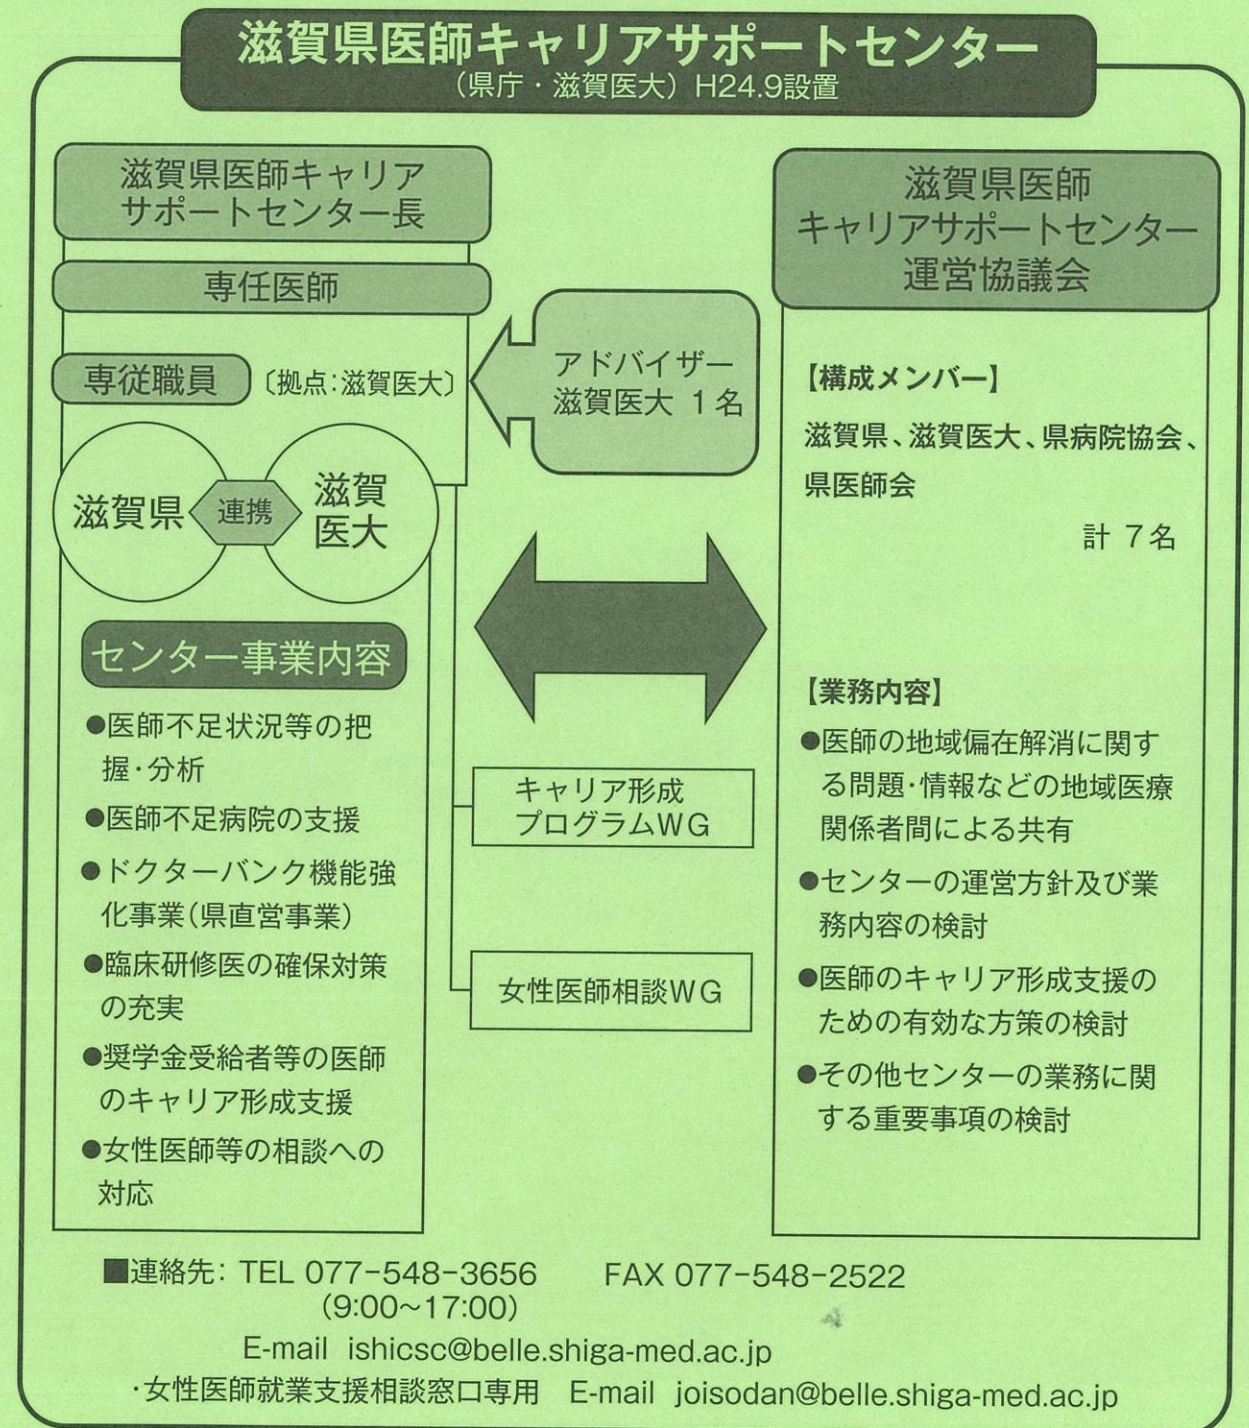 滋賀県医師キャリアサポートセンター
（県庁・滋賀医大）H24.9設置
滋賀県医師キャリア
サポートセンター長
専任医師
専従職員
〔拠点：滋賀医大〕
アドバイザー
滋賀医大 1名
滋賀県
連携
滋賀
医大
センター事業内容
●医師不足状況等の把
握・分析
●医師不足病院の支援
●ドクターバンク機能強
化事業（県直営事業）
●臨床研修医の確保対策
の充実
●奨学金受給者等の医師
のキャリア形成支援
●女性医師等の相談への
対応
キャリア形成
プログラムWG
女性医師相談WG
滋賀県医師
キャリアサポートセンター
運営協議会
【構成メンバー】
滋賀県、滋賀医大、県病院協会、
県医師会
計 7名
【業務内容】
●医師の地域偏在解消に関す
る問題・情報などの地域医療
関係者間による共有
●センターの運営方針及び業
務内容の検討
●医師のキャリア形成支援の
ための有効な方策の検討
●その他センターの業務に関
する重要事項の検討
■連絡先： TEL 077-548-3656 FAX 077-548-2522
(9:00～17:00)
E-mail ishicsc@belle.shiga-med.ac.jp
・女性医師就業支援相談窓口専用 E-mail joisodan@belle.shiga-med.ac.jp